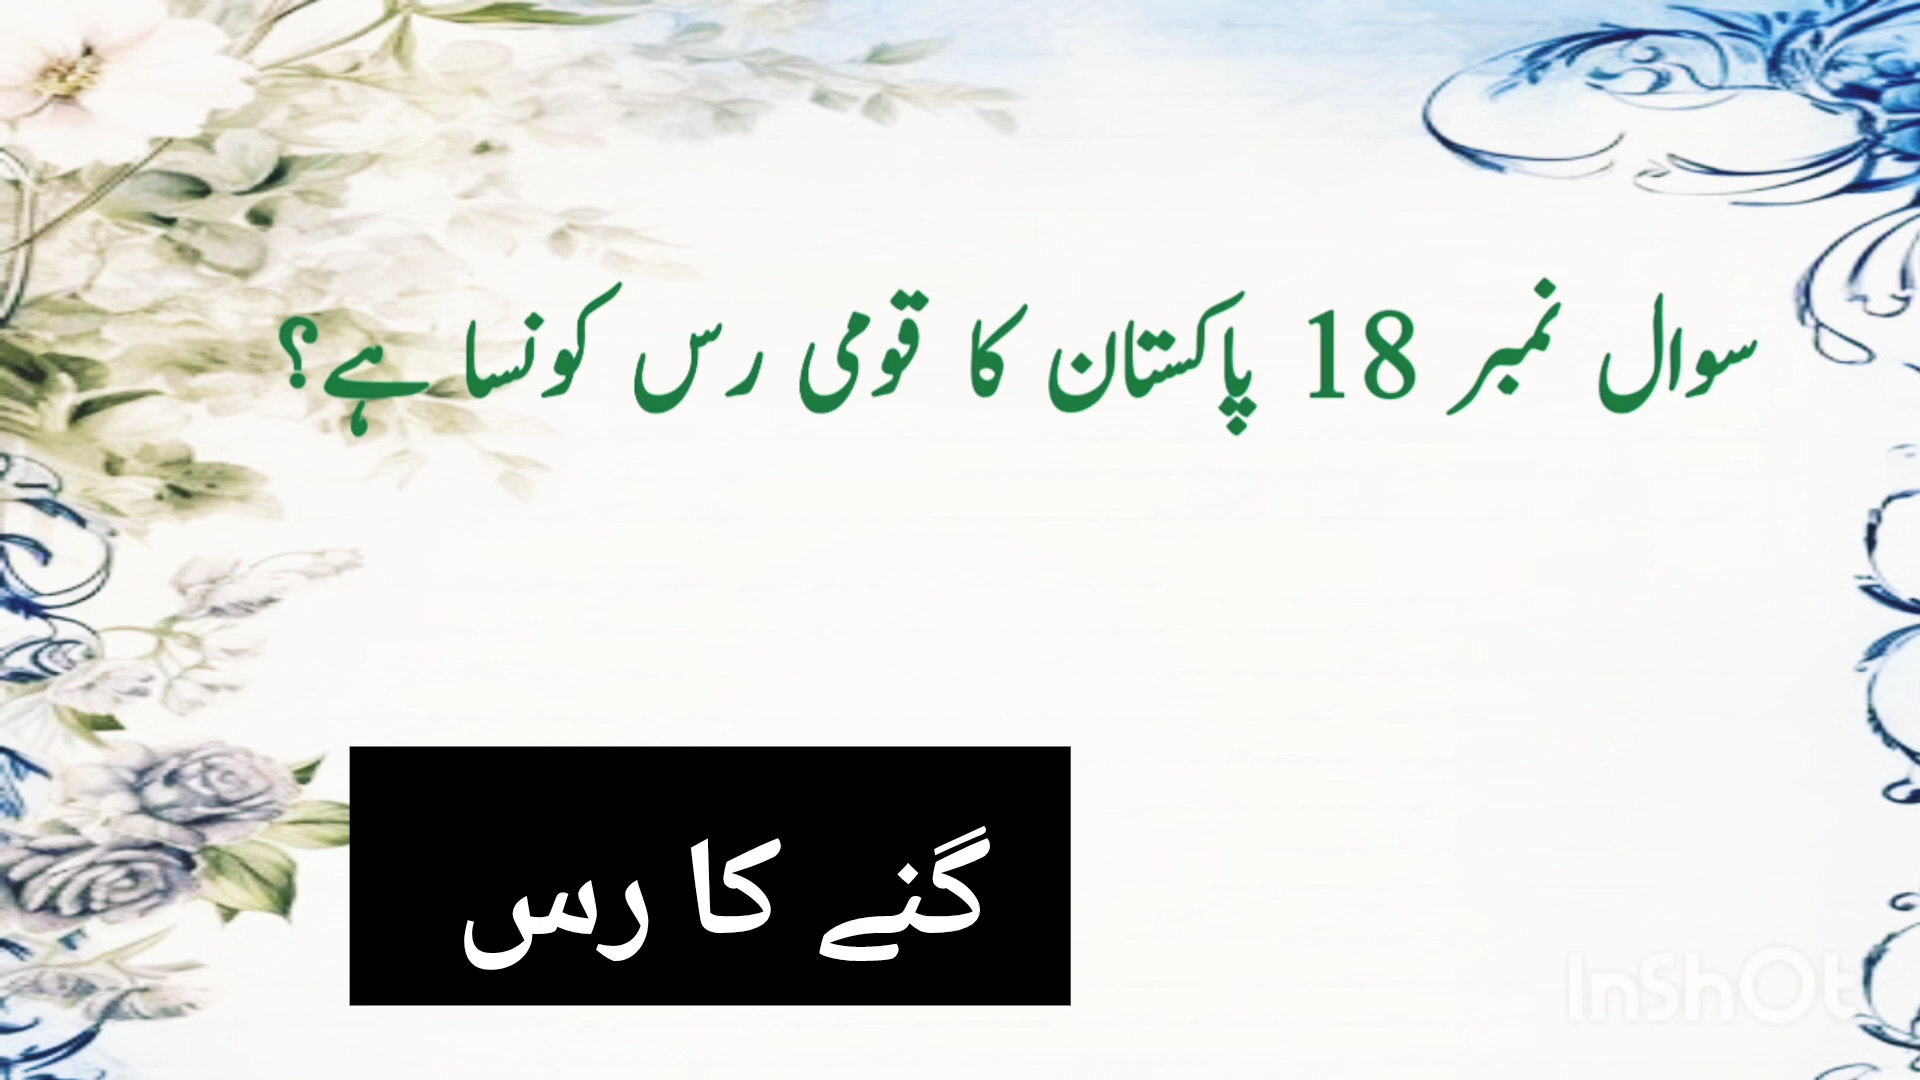 سوال نمبر 18 پاکستان کا قومی رس کونسا ہے؟
گنے کا رس
InShOt